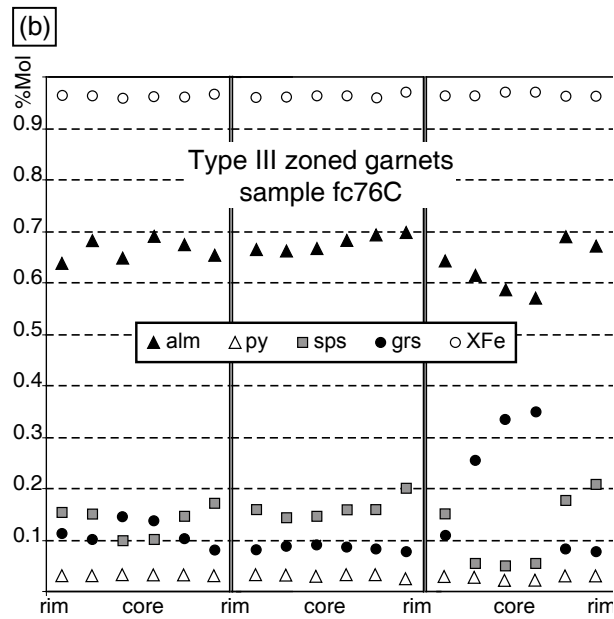 (b)
%Mol
0.9
Type III zoned garnets
sample fc76C
0.8
0.7
0.6
0.5
alm py sps grs XFe
0.4
0.3
0.2
0.1
rim core rim core rim core rim